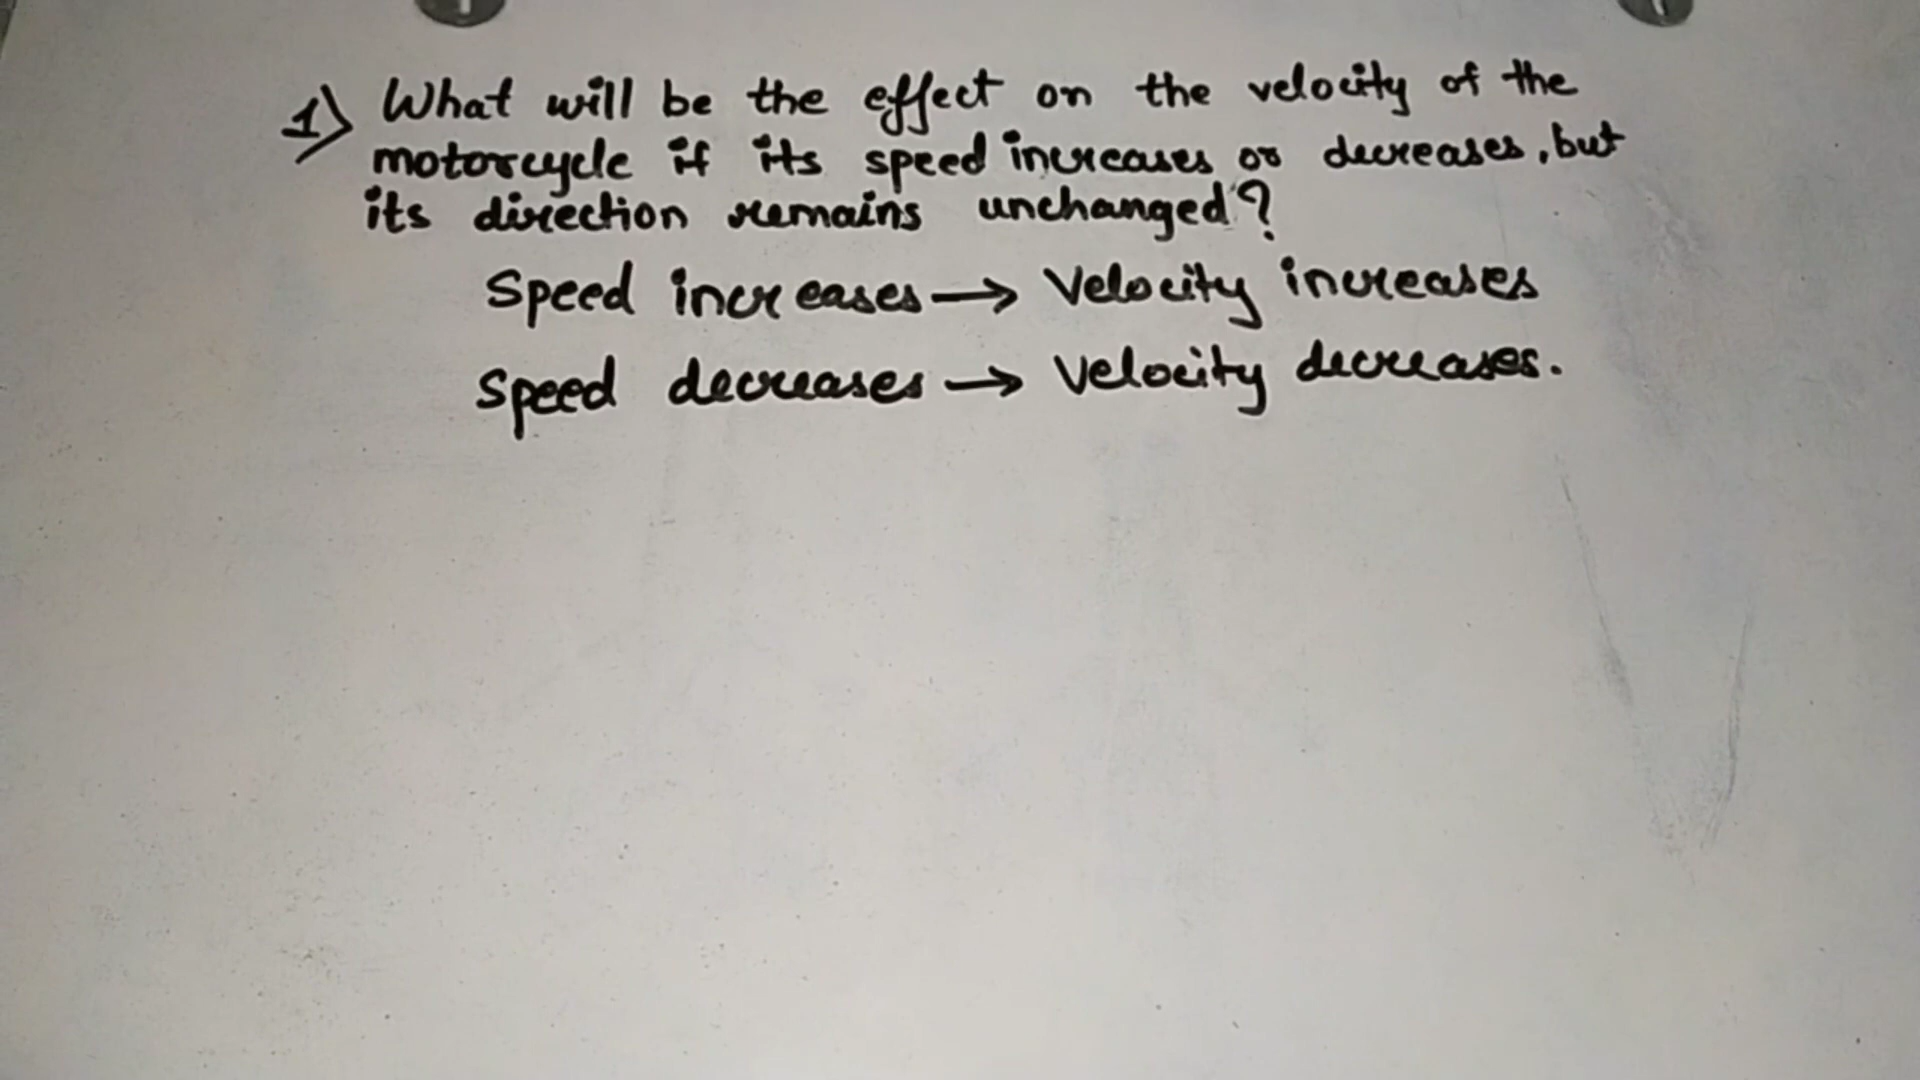 1) What will be the effect on the velocity of the
motorcycle if its speed increases or decreases, but
its direction remains unchanged?
Speed increases → Velocity increases
Speed decreases → Velocity decreases.